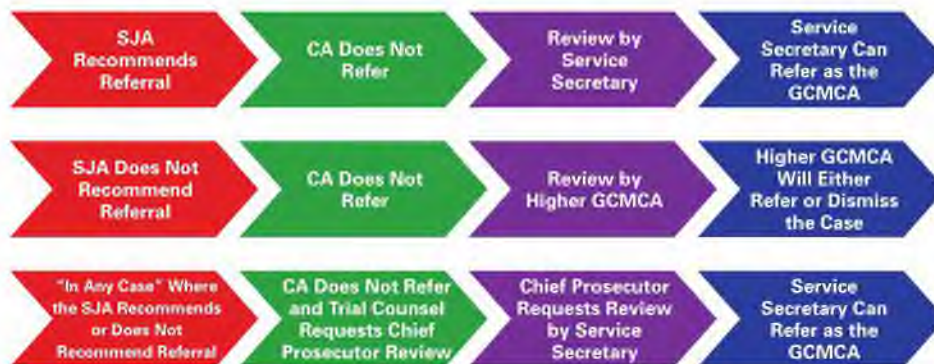 SJA
Recommends
Referral
CA Does Not
Refer
Review by
Service
Secretary
Service
Secretary Can
Refer as the
GCMCA
SJA Does Not
Recommend
Referral
CA Does Not
Refer
Review by
Higher GCMCA
Higher GCMCA
Will Either
Refer or Dismiss
the Case
"In Any Case" Where
the SJA Recommends
or Does Not
Recommend Referral
CA Does Not Refer
and Trial Counsel
Requests Chief
Prosecutor Review
Chief Prosecutor
Requests Review
by Service
Secretary
Service
Secretary Can
Refer as the
GCMCA